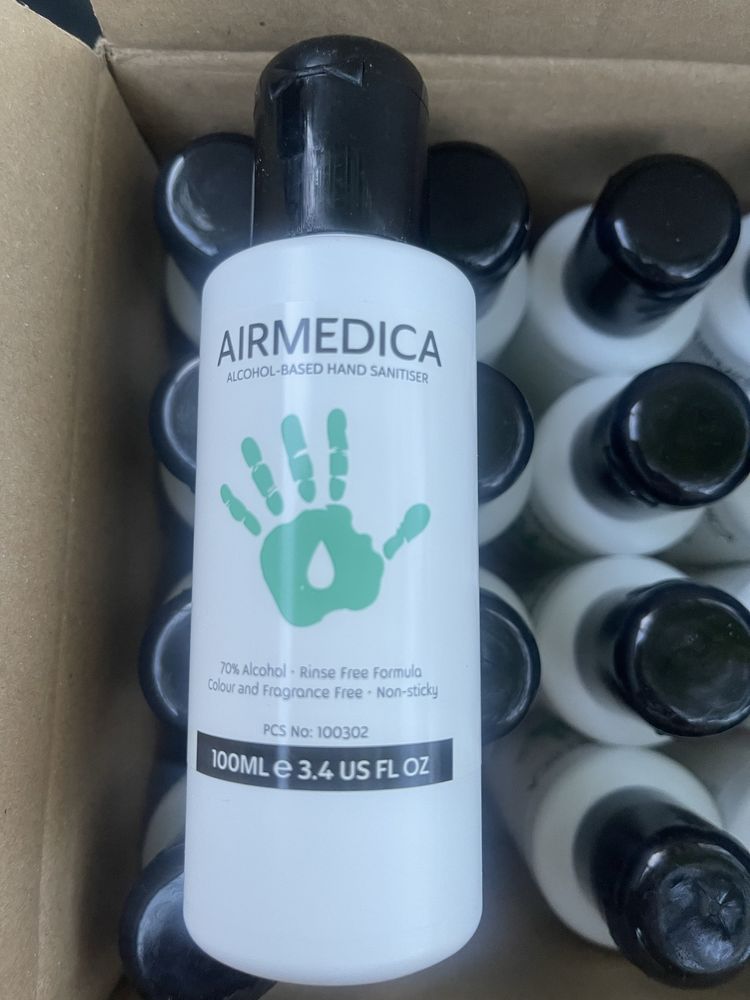 AIRMEDICA
ALCOHOL-BASED HAND SANITISER
70% Alcohol · Rinse Free Formula
Colour and Fragrance Free · Non-sticky
PCS No: 100302
100ML ℮ 3.4 US FL OZ